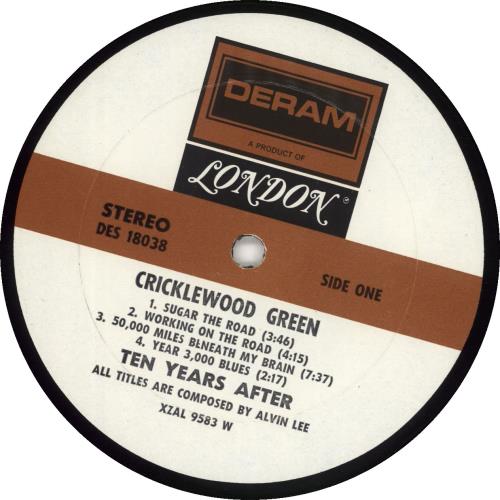 DERAM
A PRODUCT OF
LONDON®
STEREO
DES 18038
SIDE ONE
CRICKLEWOOD GREEN
1. SUGAR THE ROAD (3:46)
2. WORKING ON THE ROAD (4:15)
3. 50,000 MILES BENEATH MY BRAIN (7:37)
4. YEAR 3,000 BLUES (2:17)
TEN YEARS AFTER
ALL TITLES ARE COMPOSED BY ALVIN LEE
XZAL 9583 W